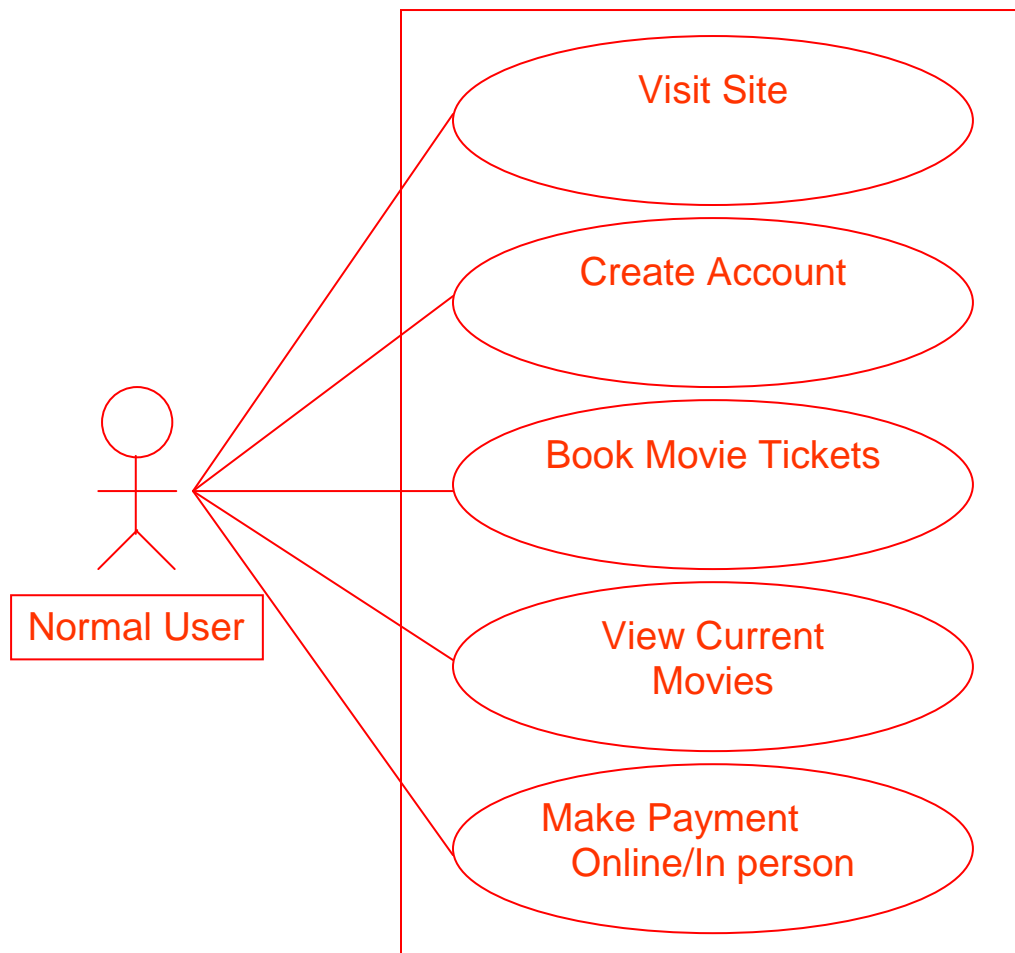 Visit Site
Create Account
Book Movie Tickets
Normal User
View Current
Movies
Make Payment
Online/In person